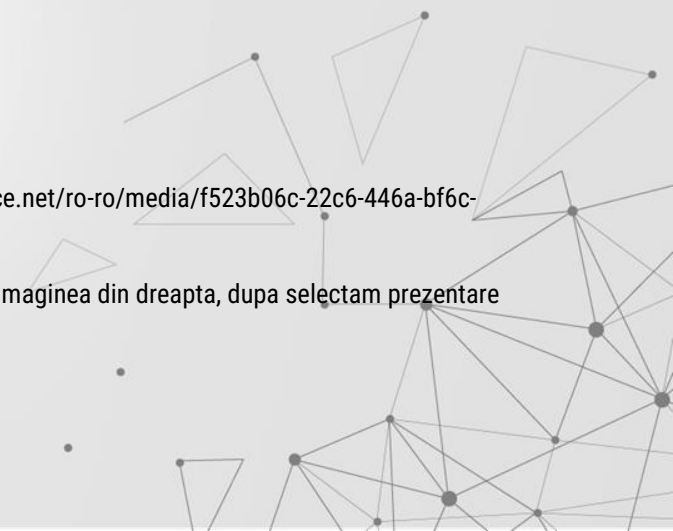 ce.net/ro-ro/media/f523b06c-22c6-446a-bf6c-
maginea din dreapta, dupa selectam prezentare